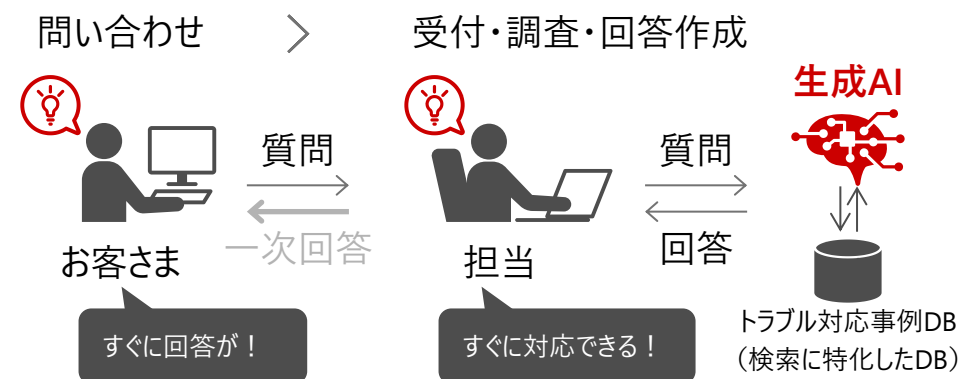 問い合わせ > 受付・調査・回答作成
生成AI
質問
質問
一次回答
回答
お客さま
担当
すぐに回答が！
すぐに対応できる！
トラブル対応事例DB
（検索に特化したDB）